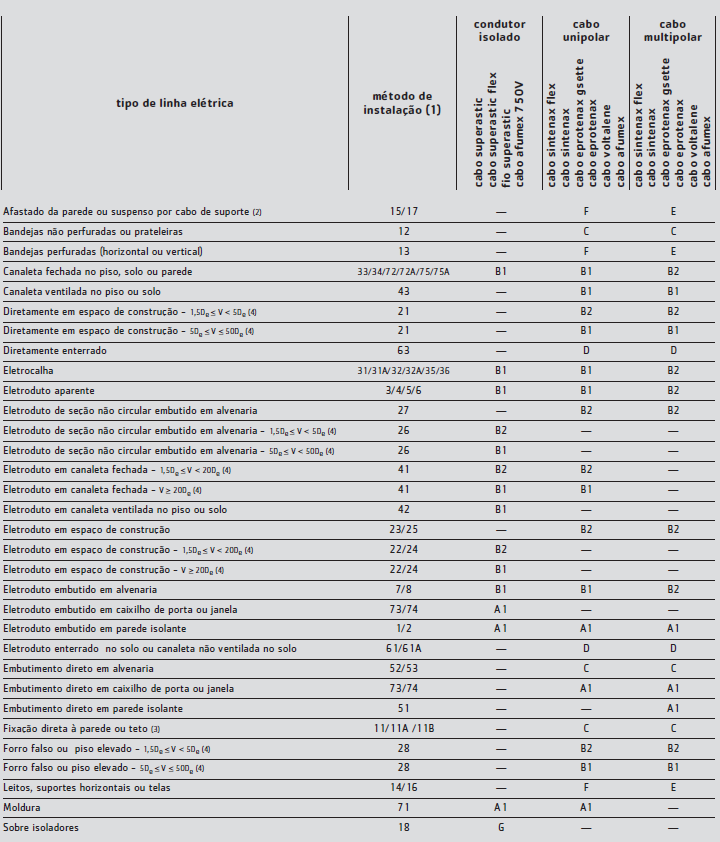 tipo de linha elétrica
método de
instalação (1)
condutor
isolado
cabo superastic
cabo superastic flex
fio superastic
cabo afumex 750V
cabo
unipolar
cabo sintenax flex
cabo sintenax
cabo eprotenax gsette
cabo eprotenax
cabo voltalene
cabo afumex
cabo
multipolar
cabo sintenax flex
cabo sintenax
cabo eprotenax gsette
cabo eprotenax
cabo voltalene
cabo afumex
Afastado da parede ou suspenso por cabo de suporte (2) 15/17 — F E
Bandejas não perfuradas ou prateleiras 12 — C C
Bandejas perfuradas (horizontal ou vertical) 13 — F E
Canaleta fechada no piso, solo ou parede 33/34/72/72A/75/75A B1 B1 B2
Canaleta ventilada no piso ou solo 43 — B1 B1
Diretamente em espaço de construção - 1,5De ≤ V < 5De (4) 21 — B2 B2
Diretamente em espaço de construção - 5De ≤ V ≤ 50De (4) 21 — B1 B1
Diretamente enterrado 63 — D D
Eletrocalha 31/31A/32/32A/35/36 B1 B1 B2
Eletroduto aparente 3/4/5/6 B1 B1 B2
Eletroduto de seção não circular embutido em alvenaria 27 — B2 B2
Eletroduto de seção não circular embutido em alvenaria - 1,5De ≤ V < 5De (4) 26 B2 — —
Eletroduto de seção não circular embutido em alvenaria - 5De ≤ V < 50De (4) 26 B1 — —
Eletroduto em canaleta fechada - 1,5De ≤ V < 20De (4) 41 B2 B2 —
Eletroduto em canaleta fechada - V ≥ 20De (4) 41 B1 B1 —
Eletroduto em canaleta ventilada no piso ou solo 42 B1 — —
Eletroduto em espaço de construção 23/25 — B2 B2
Eletroduto em espaço de construção - 1,5De ≤ V < 20De (4) 22/24 B2 — —
Eletroduto em espaço de construção - V ≥ 20De (4) 22/24 B1 — —
Eletroduto embutido em alvenaria 7/8 B1 B1 B2
Eletroduto embutido em caixilho de porta ou janela 73/74 A1 — —
Eletroduto embutido em parede isolante 1/2 A1 A1 A1
Eletroduto enterrado no solo ou canaleta não ventilada no solo 61/61A — D D
Embutimento direto em alvenaria 52/53 — C C
Embutimento direto em caixilho de porta ou janela 73/74 — A1 A1
Embutimento direto em parede isolante 51 — — A1
Fixação direta à parede ou teto (3) 11/11A /11B — C C
Forro falso ou piso elevado - 1,5De ≤ V < 5De (4) 28 — B2 B2
Forro falso ou piso elevado - 5De ≤ V ≤ 50De (4) 28 — B1 B1
Leitos, suportes horizontais ou telas 14/16 — F E
Moldura 71 A1 A1 —
Sobre isoladores 18 G — —